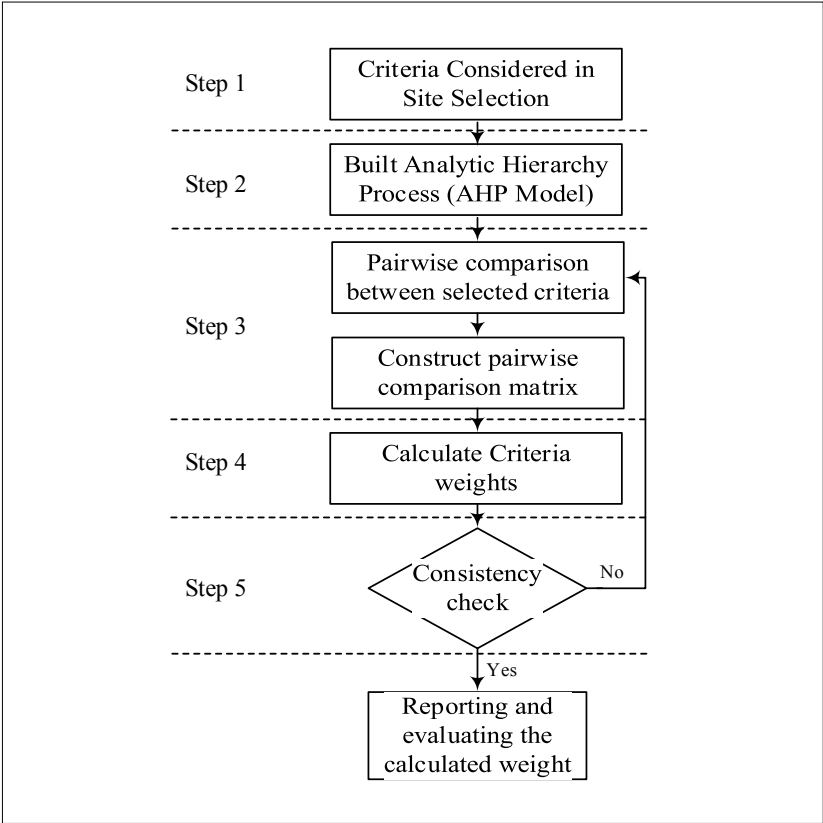 Step 1
Criteria Considered in
Site Selection
Step 2
Built Analytic Hierarchy
Process (AHP Model)
Step 3
Pairwise comparison
between selected criteria
Construct pairwise
comparison matrix
Step 4
Calculate Criteria
weights
Step 5
Consistency
check
No
Yes
Reporting and
evaluating the
calculated weight